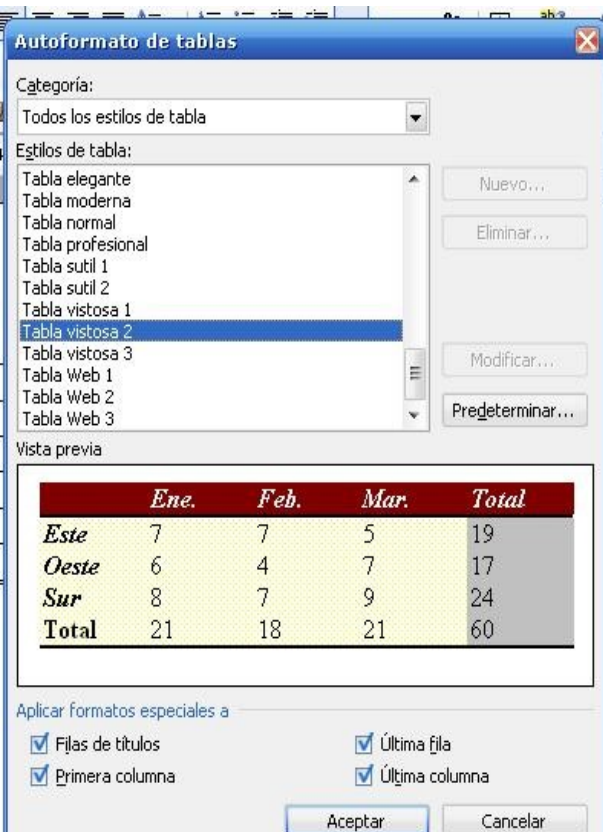 Autoformato de tablas
Categoría:
Todos los estilos de tabla
Estilos de tabla:
Tabla elegante
Tabla moderna
Tabla normal
Tabla profesional
Tabla sutil 1
Tabla sutil 2
Tabla vistosa 1
Tabla vistosa 2
Tabla vistosa 3
Tabla Web 1
Tabla Web 2
Tabla Web 3
Nuevo...
Eliminar...
Modificar...
Predeterminar...
Vista previa
Ene. Feb. Mar. Total
Este 7 7 5 19
Oeste 6 4 7 17
Sur 8 7 9 24
Total 21 18 21 60
Aplicar formatos especiales a
Filas de títulos
Última fila
Primera columna
Última columna
Aceptar
Cancelar